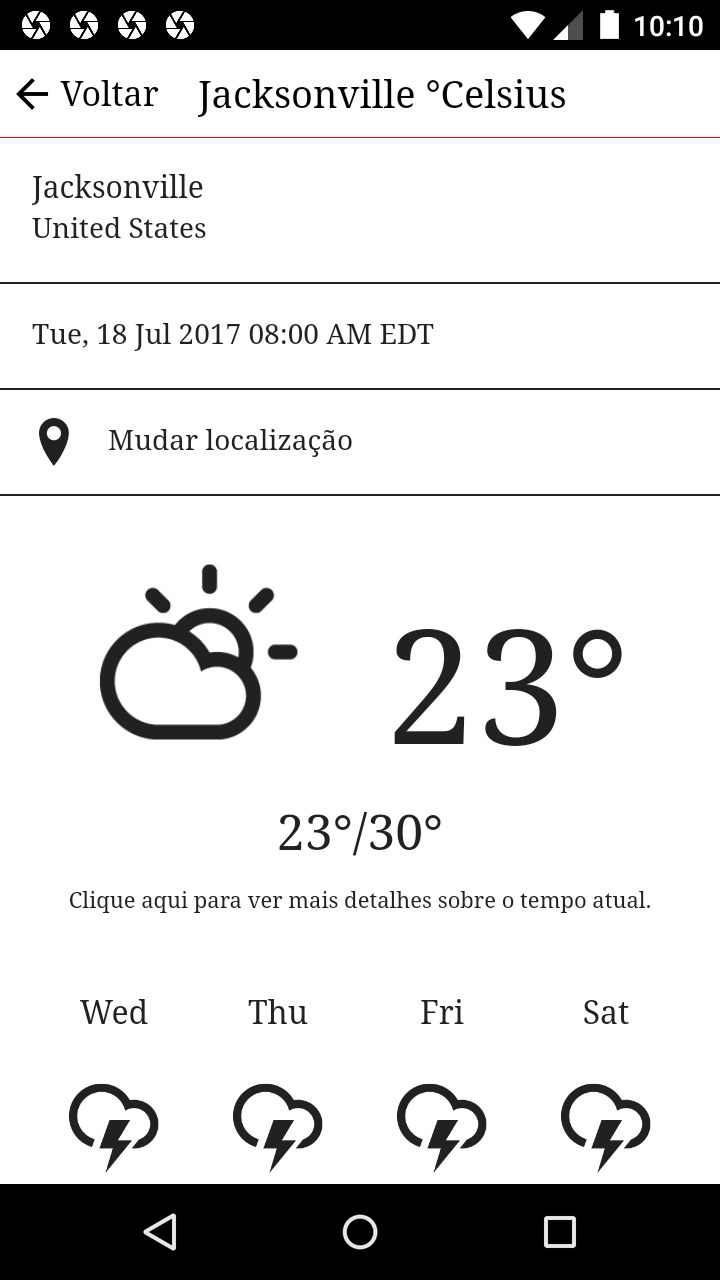 10:10
Voltar Jacksonville °Celsius
Jacksonville
United States
Tue, 18 Jul 2017 08:00 AM EDT
Mudar localização
23°
23°/30°
Clique aqui para ver mais detalhes sobre o tempo atual.
Wed Thu Fri Sat